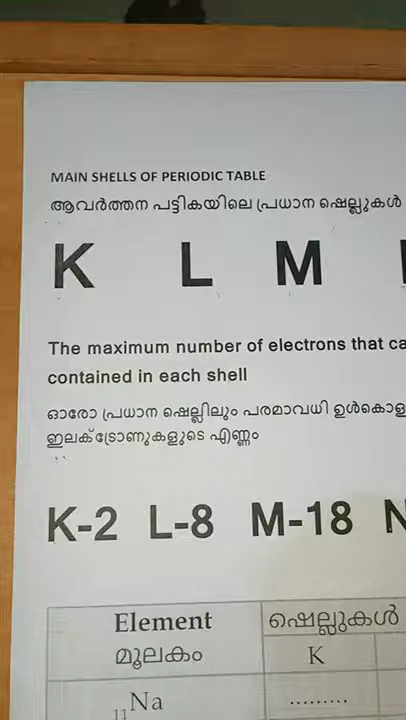 MAIN SHELLS OF PERIODIC TABLE
ആവർത്തന പട്ടികയിലെ പ്രധാന ഷെല്ലുകൾ
K L M
The maximum number of electrons that ca
contained in each shell
ഓരോ പ്രധാന ഷെല്ലിലും പരമാവധി ഉൾകൊള
ഇലക്ട്രോണുകളുടെ എണ്ണം
K-2 L-8 M-18 N
Element ഷെല്ലുകൾ
മൂലകം K
11Na .........